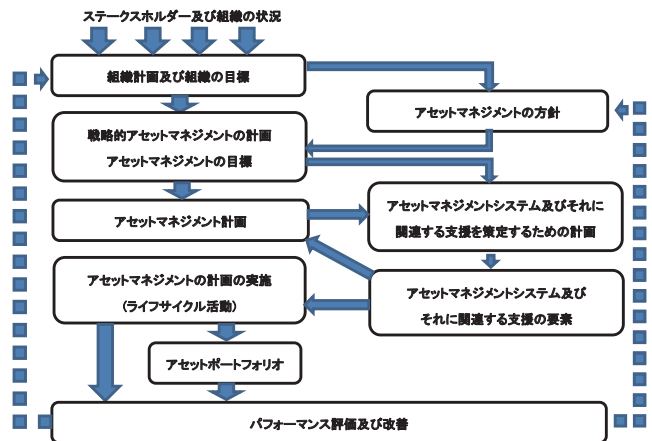 ステークスホルダー及び組織の状況
組織計画及び組織の目標
アセットマネジメントの方針
戦略的アセットマネジメントの計画
アセットマネジメントの目標
アセットマネジメント計画
アセットマネジメントシステム及びそれに
関連する支援を策定するための計画
アセットマネジメントの計画の実施
(ライフサイクル活動)
アセットマネジメントシステム及び
それに関連する支援の要素
アセットポートフォリオ
パフォーマンス評価及び改善